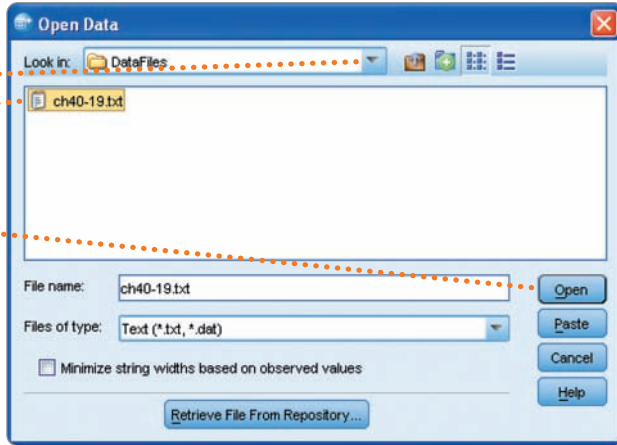 Open Data
Look in: DataFiles
ch40-19.txt
File name: ch40-19.txt Open
Files of type: Text (*.txt, *.dat) Paste
Minimize string widths based on observed values Cancel
Retrieve File From Repository... Help